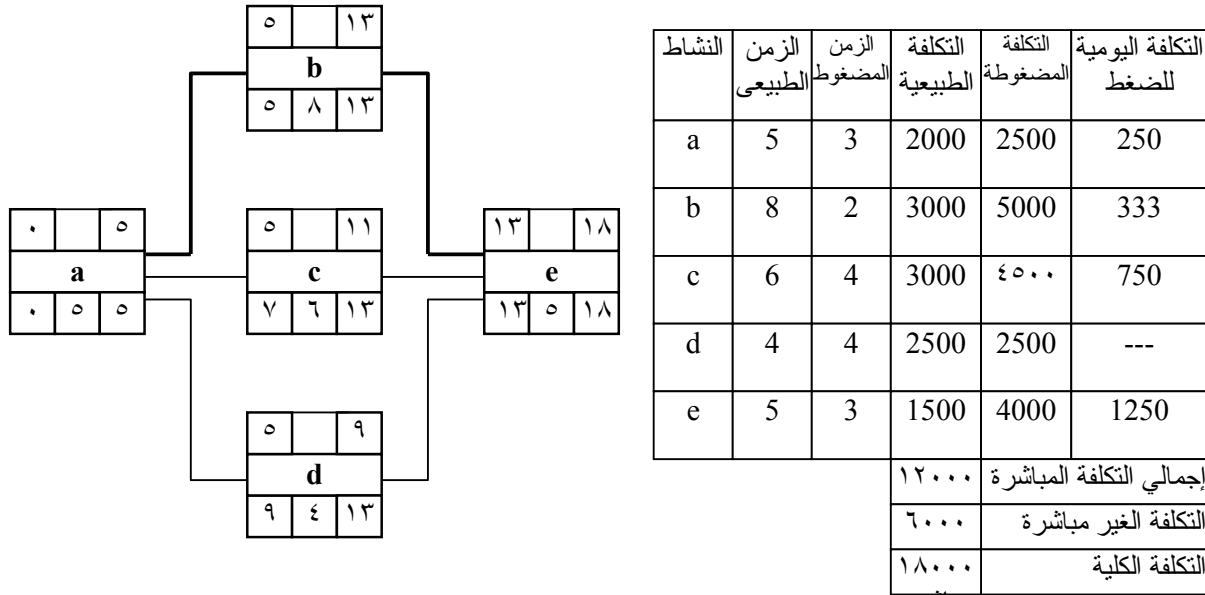 ٥ ١٣
b
٥ ٨ ١٣
٠ ٥
a
٠ ٥ ٥
٥ ١١
c
٧ ٦ ١٣
١٣ ١٨
e
١٣ ٥ ١٨
٥ ٩
d
٩ ٤ ١٣
النشاط الزمن الطبيعى الزمن المضغوط التكلفة الطبيعية التكلفة المضغوطة التكلفة اليومية للضغط
a 5 3 2000 2500 250
b 8 2 3000 5000 333
c 6 4 3000 ٤٥٠٠ 750
d 4 4 2500 2500 ---
e 5 3 1500 4000 1250
إجمالي التكلفة المباشرة ١٢٠٠٠
التكلفة الغير مباشرة ٦٠٠٠
التكلفة الكلية ١٨٠٠٠